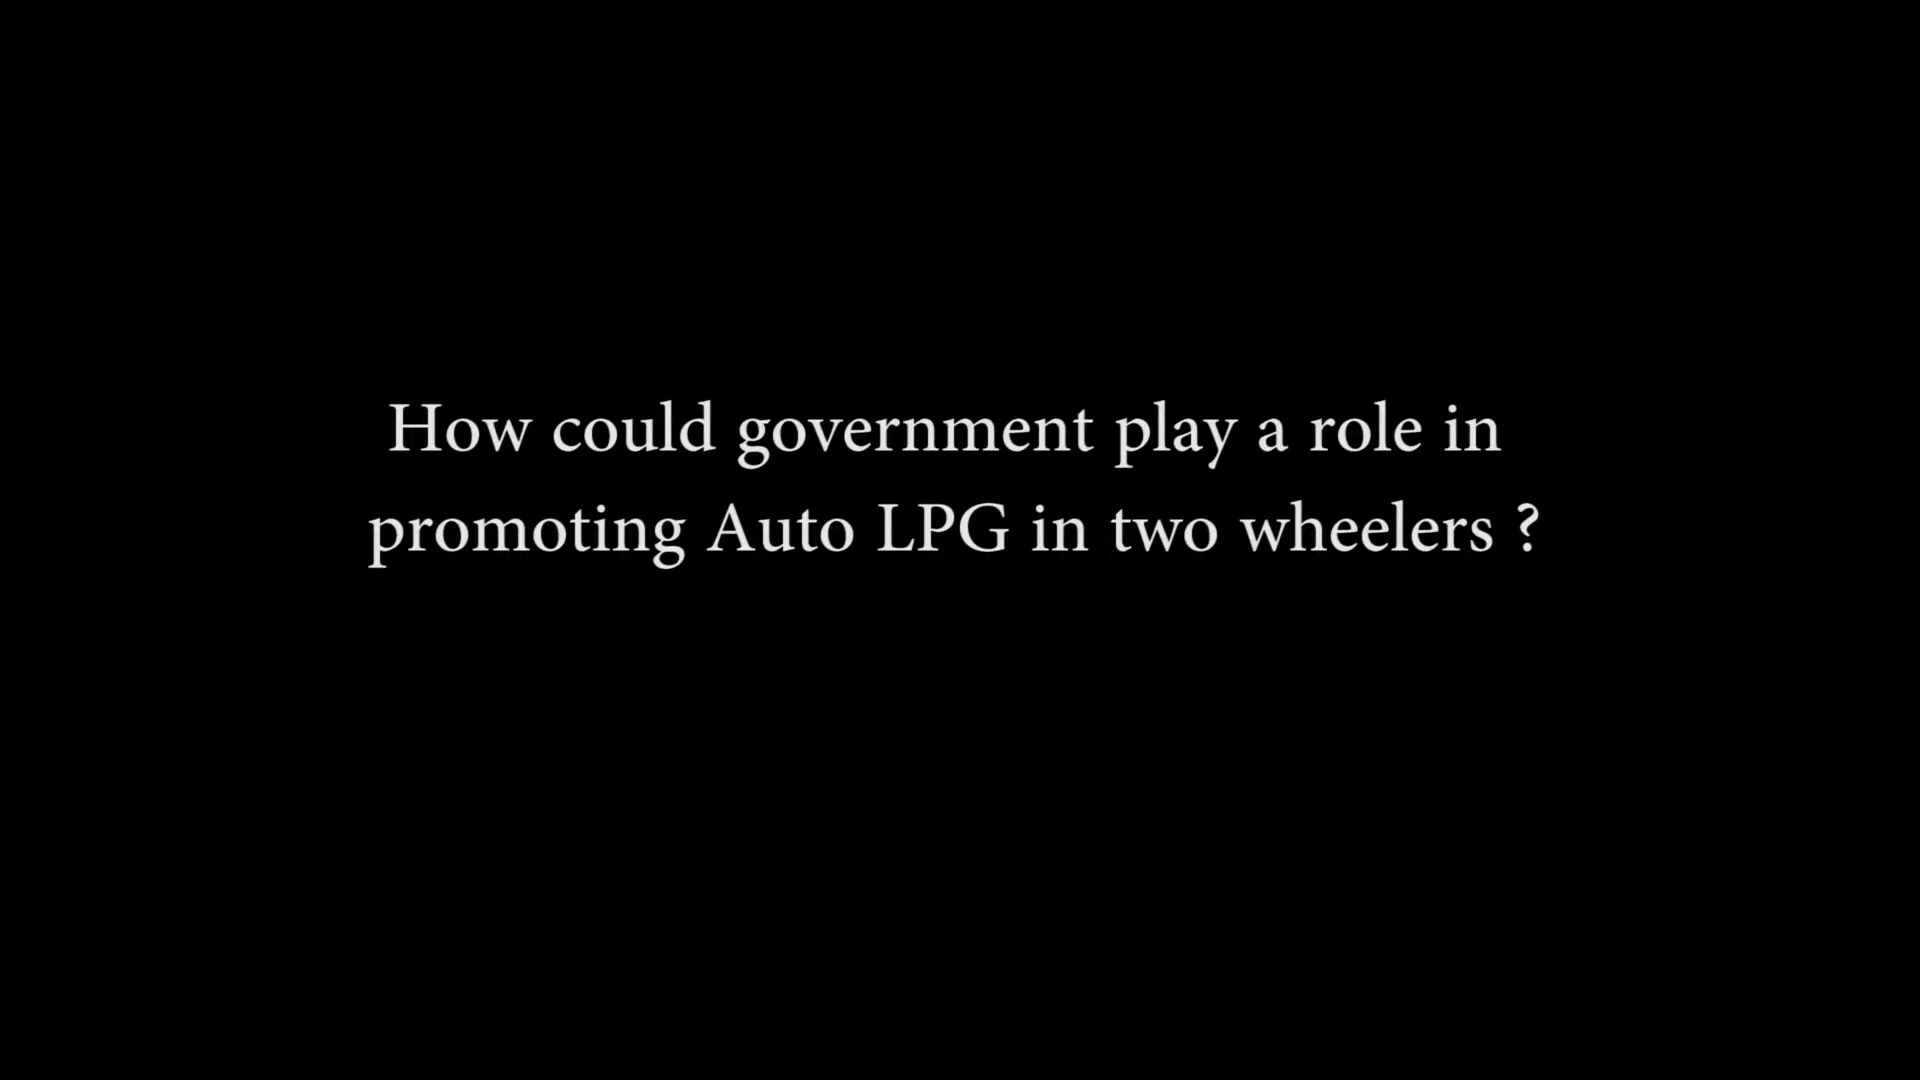 How could government play a role in
promoting Auto LPG in two wheelers ?